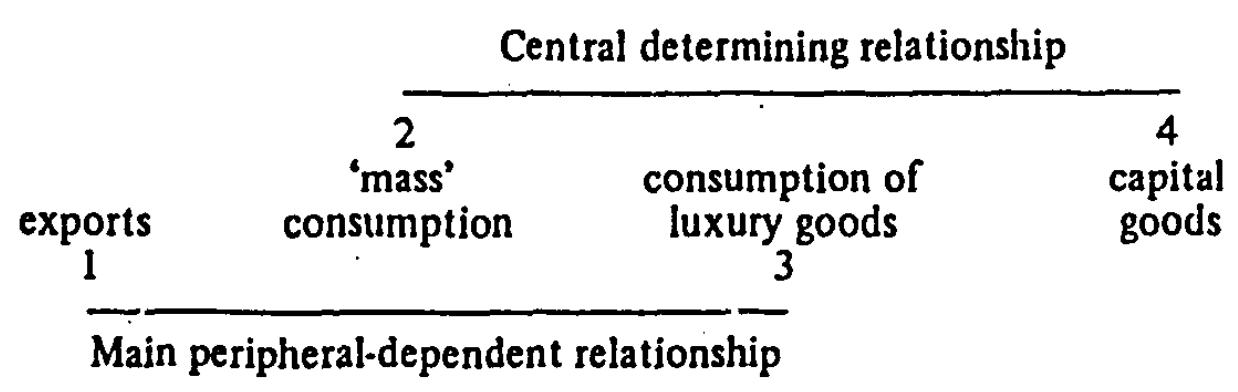 Central determining relationship
2 4
‘mass’ consumption of capital
exports consumption luxury goods goods
1 3
Main peripheral-dependent relationship